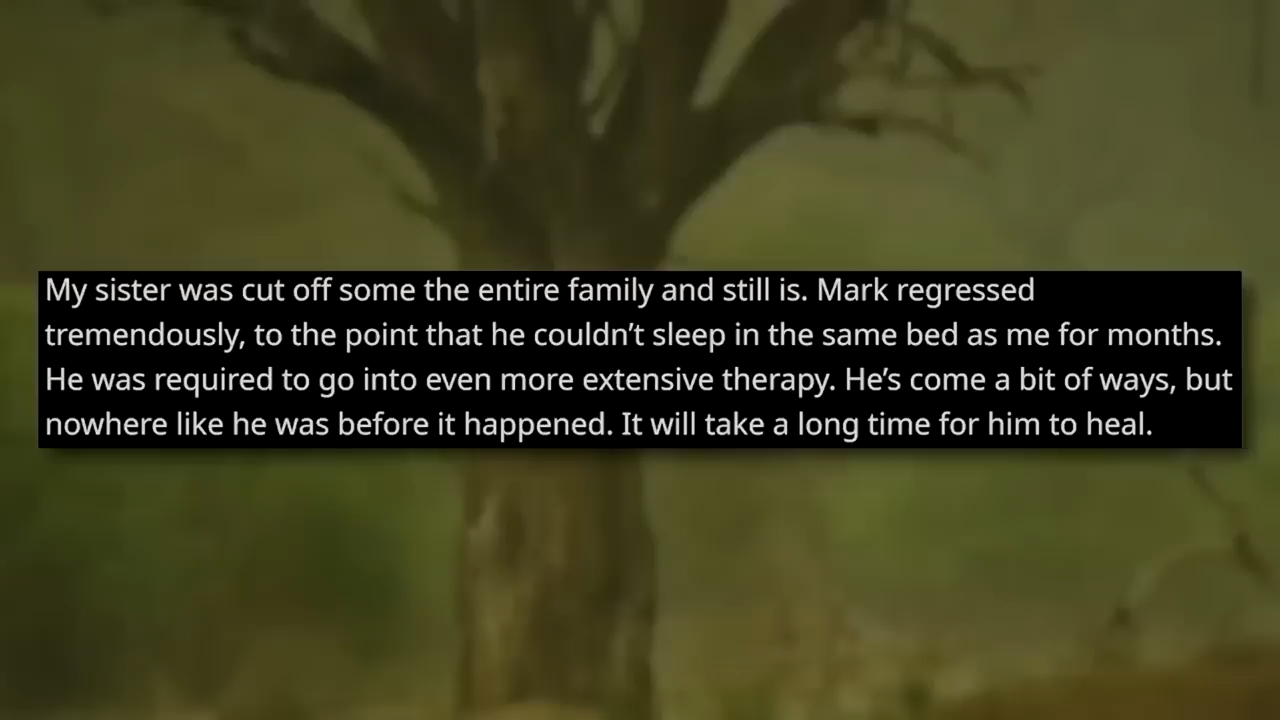 My sister was cut off some the entire family and still is. Mark regressed
tremendously, to the point that he couldn’t sleep in the same bed as me for months.
He was required to go into even more extensive therapy. He’s come a bit of ways, but
nowhere like he was before it happened. It will take a long time for him to heal.